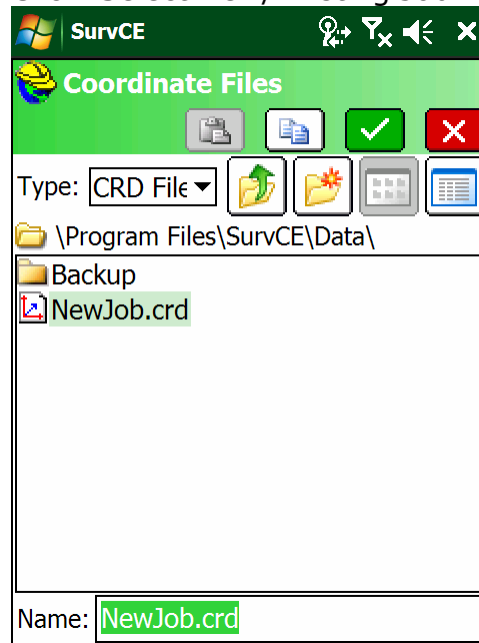 SurvCE
Coordinate Files
Type: CRD File
\Program Files\SurvCE\Data\
Backup
NewJob.crd
Name: NewJob.crd